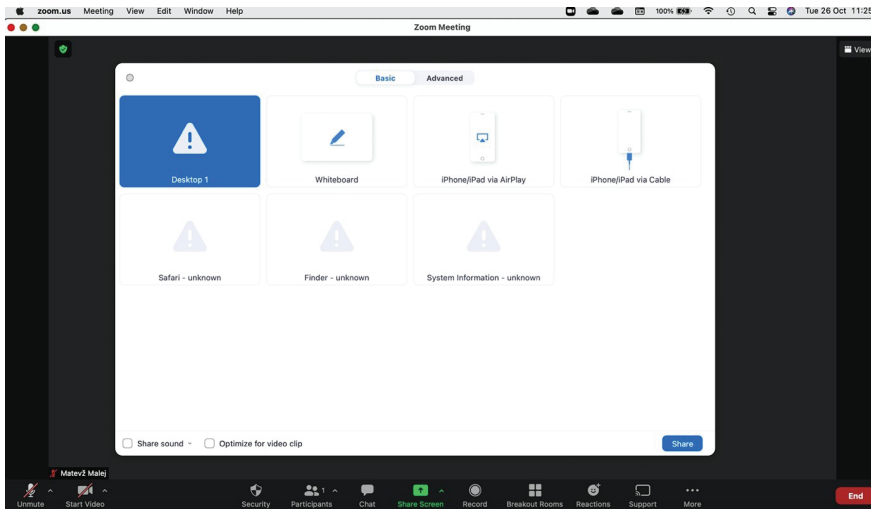 zoom.us Meeting View Edit Window Help 100% Tue 26 Oct 11:25
Zoom Meeting
View
Basic Advanced
Desktop 1 Whiteboard iPhone/iPad via AirPlay iPhone/iPad via Cable
Safari - unknown Finder - unknown System Information - unknown
Share sound Optimize for video clip Share
Matevž Malej
1
Unmute Start Video Security Participants Chat Share Screen Record Breakout Rooms Reactions Support More End